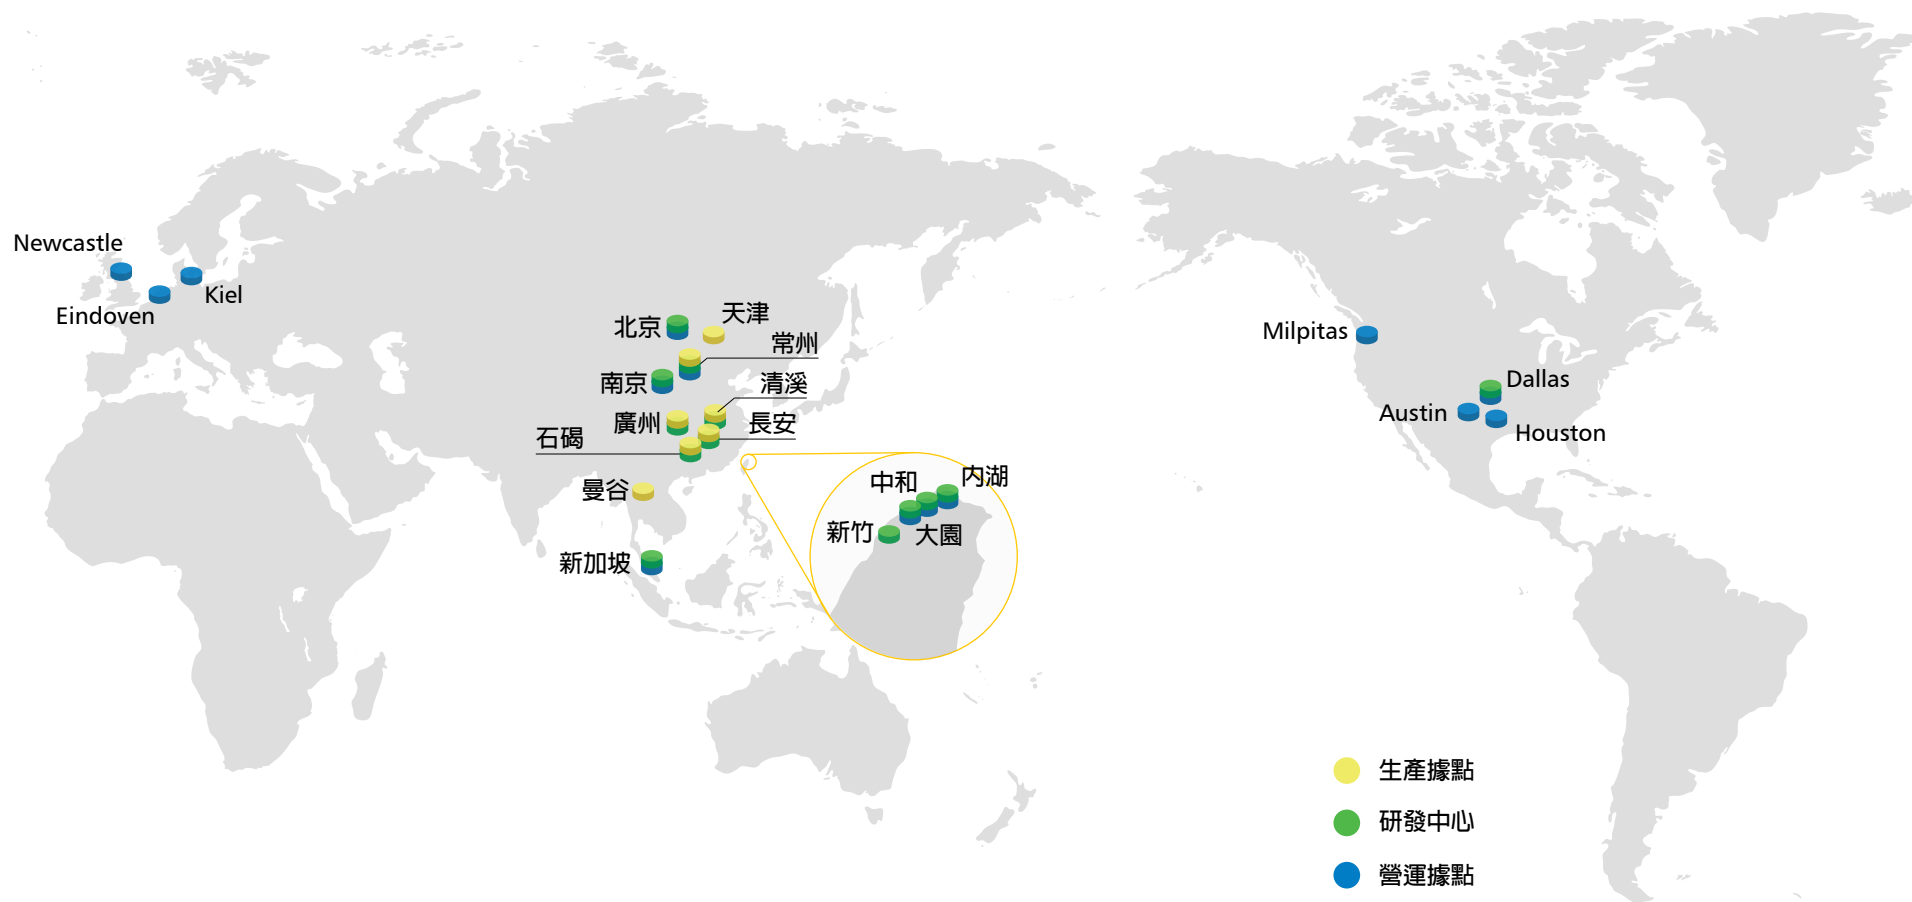 Newcastle
Eindoven
Kiel
北京
天津
常州
南京
清溪
廣州
長安
石碣
曼谷
新加坡
中和
內湖
新竹
大園
Milpitas
Dallas
Austin
Houston
生產據點
研發中心
營運據點